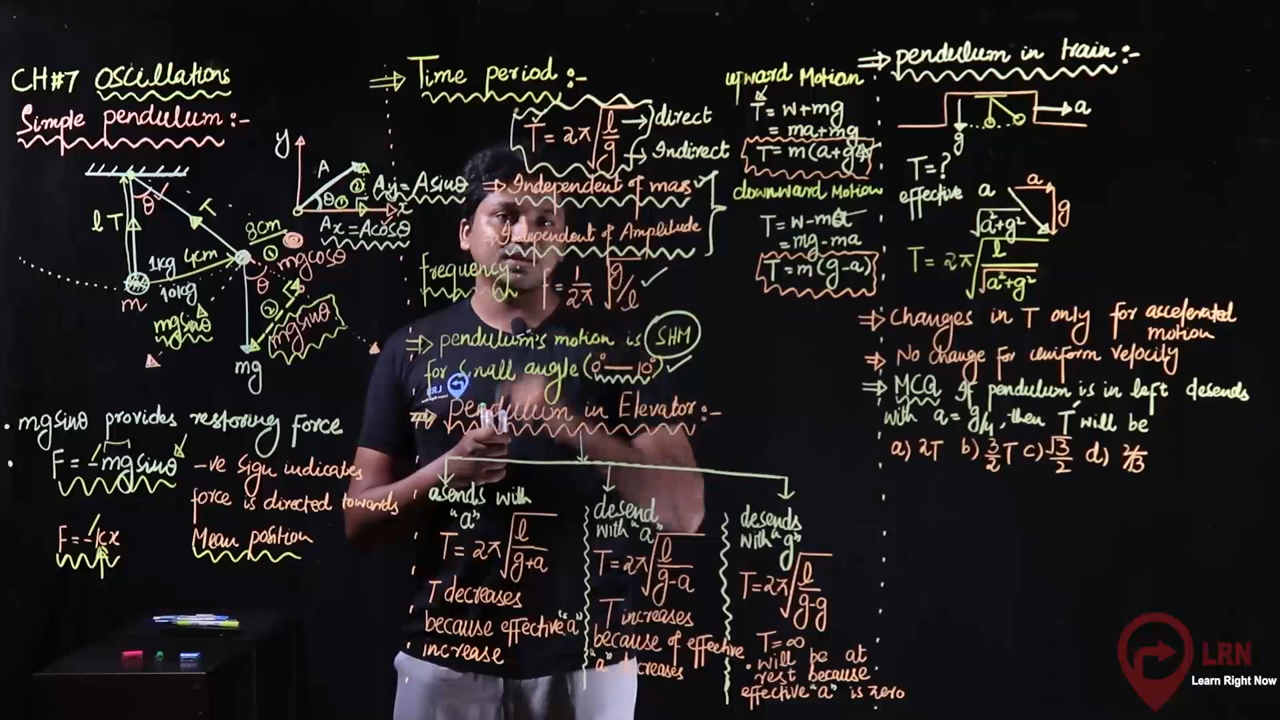 CH#7 Oscillations
Simple pendulum:-
θ
l T
T
8cm
1kg 4cm
mgcosθ
10kg
m
θ
mgsinθ
mgsinθ
mg
y
A
θ
Ay=Asinθ
x
Ax=Acosθ
• mgsinθ provides restoring force
F=-mgsinθ
-ve sign indicates
force is directed towards
Mean position
F=-kx
⇒ Time period:-
T=2π√l/g
direct
Indirect
⇒ Independent of mass
⇒ Independent of Amplitude
frequency f=1/2π √g/l ✓
⇒ pendulum's motion is SHM
for small angle (0°—10°) ✓
⇒ pendulum in Elevator:-
asends with
"a"
T=2π√l/g+a
T decreases
because effective "a"
increase
desend
with "a"
T=2π√l/g-a
T increases
because of effective
"a" decreases
desends
with "g"
T=2π√l/g-g
T=∞
• will be at
rest because
effective "a" is zero
upward Motion
T=w+mg
=ma+mg
T=m(a+g)
downward Motion
T=w-ma
=mg-ma
T=m(g-a)
⇒ pendulum in train:-
a
g
T=?
effective a
a
g
√a²+g²
T=2π√l/√a²+g²
⇒ Changes in T only for accelerated
motion
⇒ No change for uniform velocity
⇒ MCQ If pendulum is in left desends
with a=g/4, then T' will be
a) 2T b) 3/2T c) √3/2 d) 2/√3
LRN
Learn Right Now